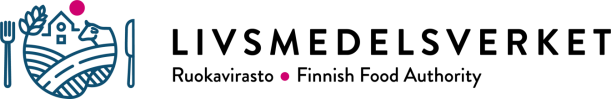 LIVSMEDELSVERKET
Ruokavirasto • Finnish Food Authority